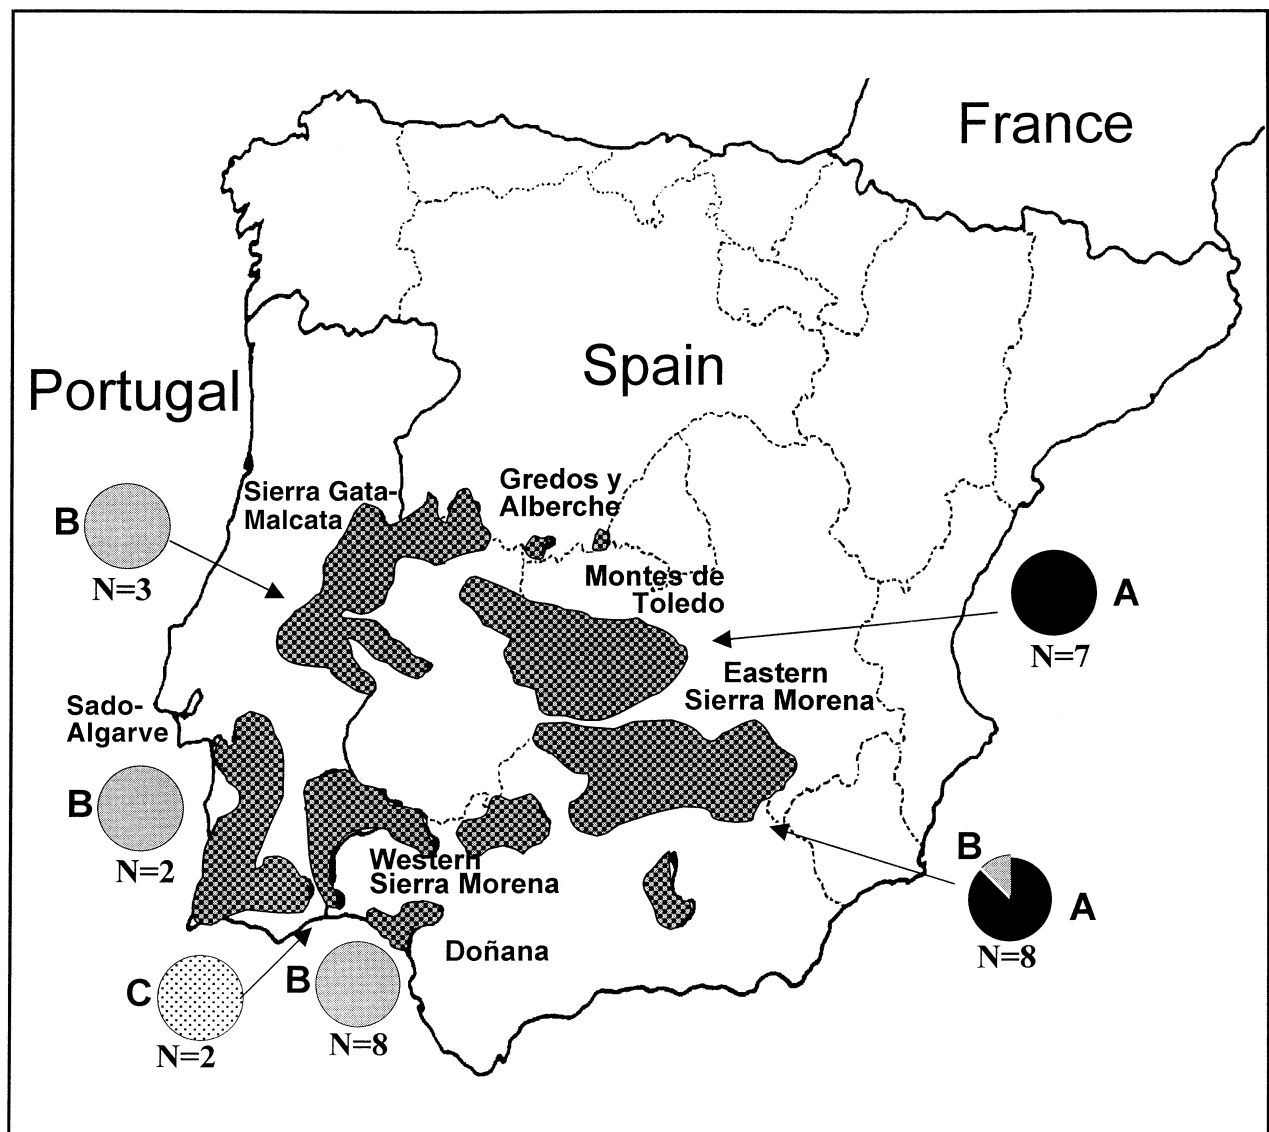 France
Spain
Portugal
Sierra Gata-
Malcata
Gredos y
Alberche
B
N=3
Montes de
Toledo
A
N=7
Eastern
Sierra Morena
Sado-
Algarve
B
N=2
Western
Sierra Morena
B
A
N=8
Doñana
C
N=2
B
N=8